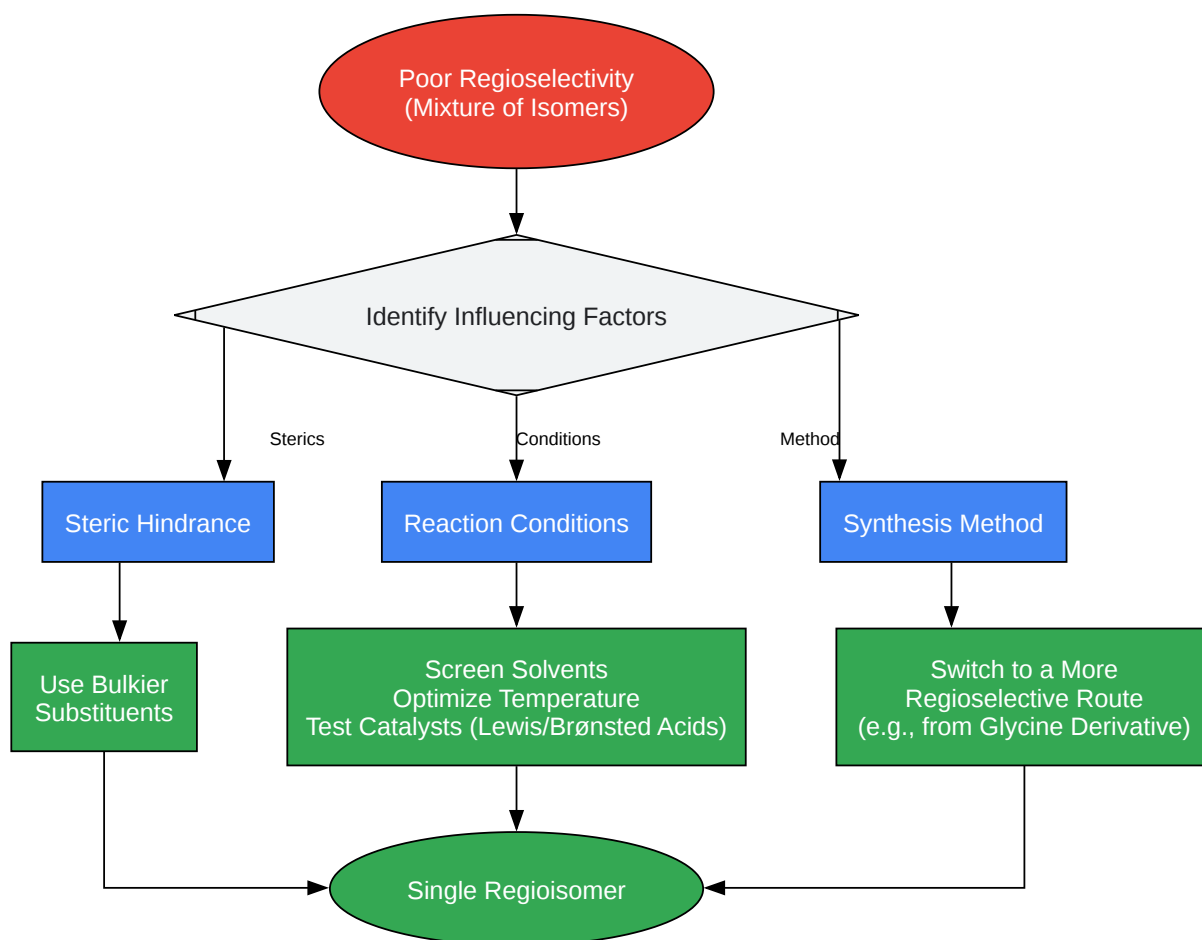 Poor Regioselectivity
(Mixture of Isomers)
Identify Influencing Factors
Sterics
Conditions
Method
Steric Hindrance
Reaction Conditions
Synthesis Method
Use Bulkier
Substituents
Screen Solvents
Optimize Temperature
Test Catalysts (Lewis/Brønsted Acids)
Switch to a More
Regioselective Route
(e.g., from Glycine Derivative)
Single Regioisomer